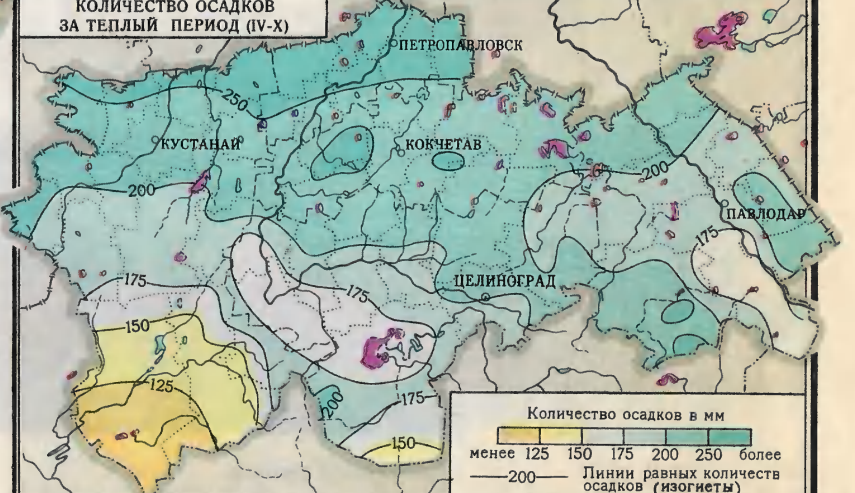 КОЛИЧЕСТВО ОСАДКОВ
ЗА ТЕПЛЫЙ ПЕРИОД (IV-X)
ПЕТРОПАВЛОВСК
250
КУСТАНАЙ
КОКЧЕТАВ
200
200
ПАВЛОДАР
175
175
175
ЦЕЛИНОГРАД
150
125
200
175
150
Количество осадков в мм
менее 125 150 175 200 250 более
200 Линии равных количеств
осадков (изогиеты)